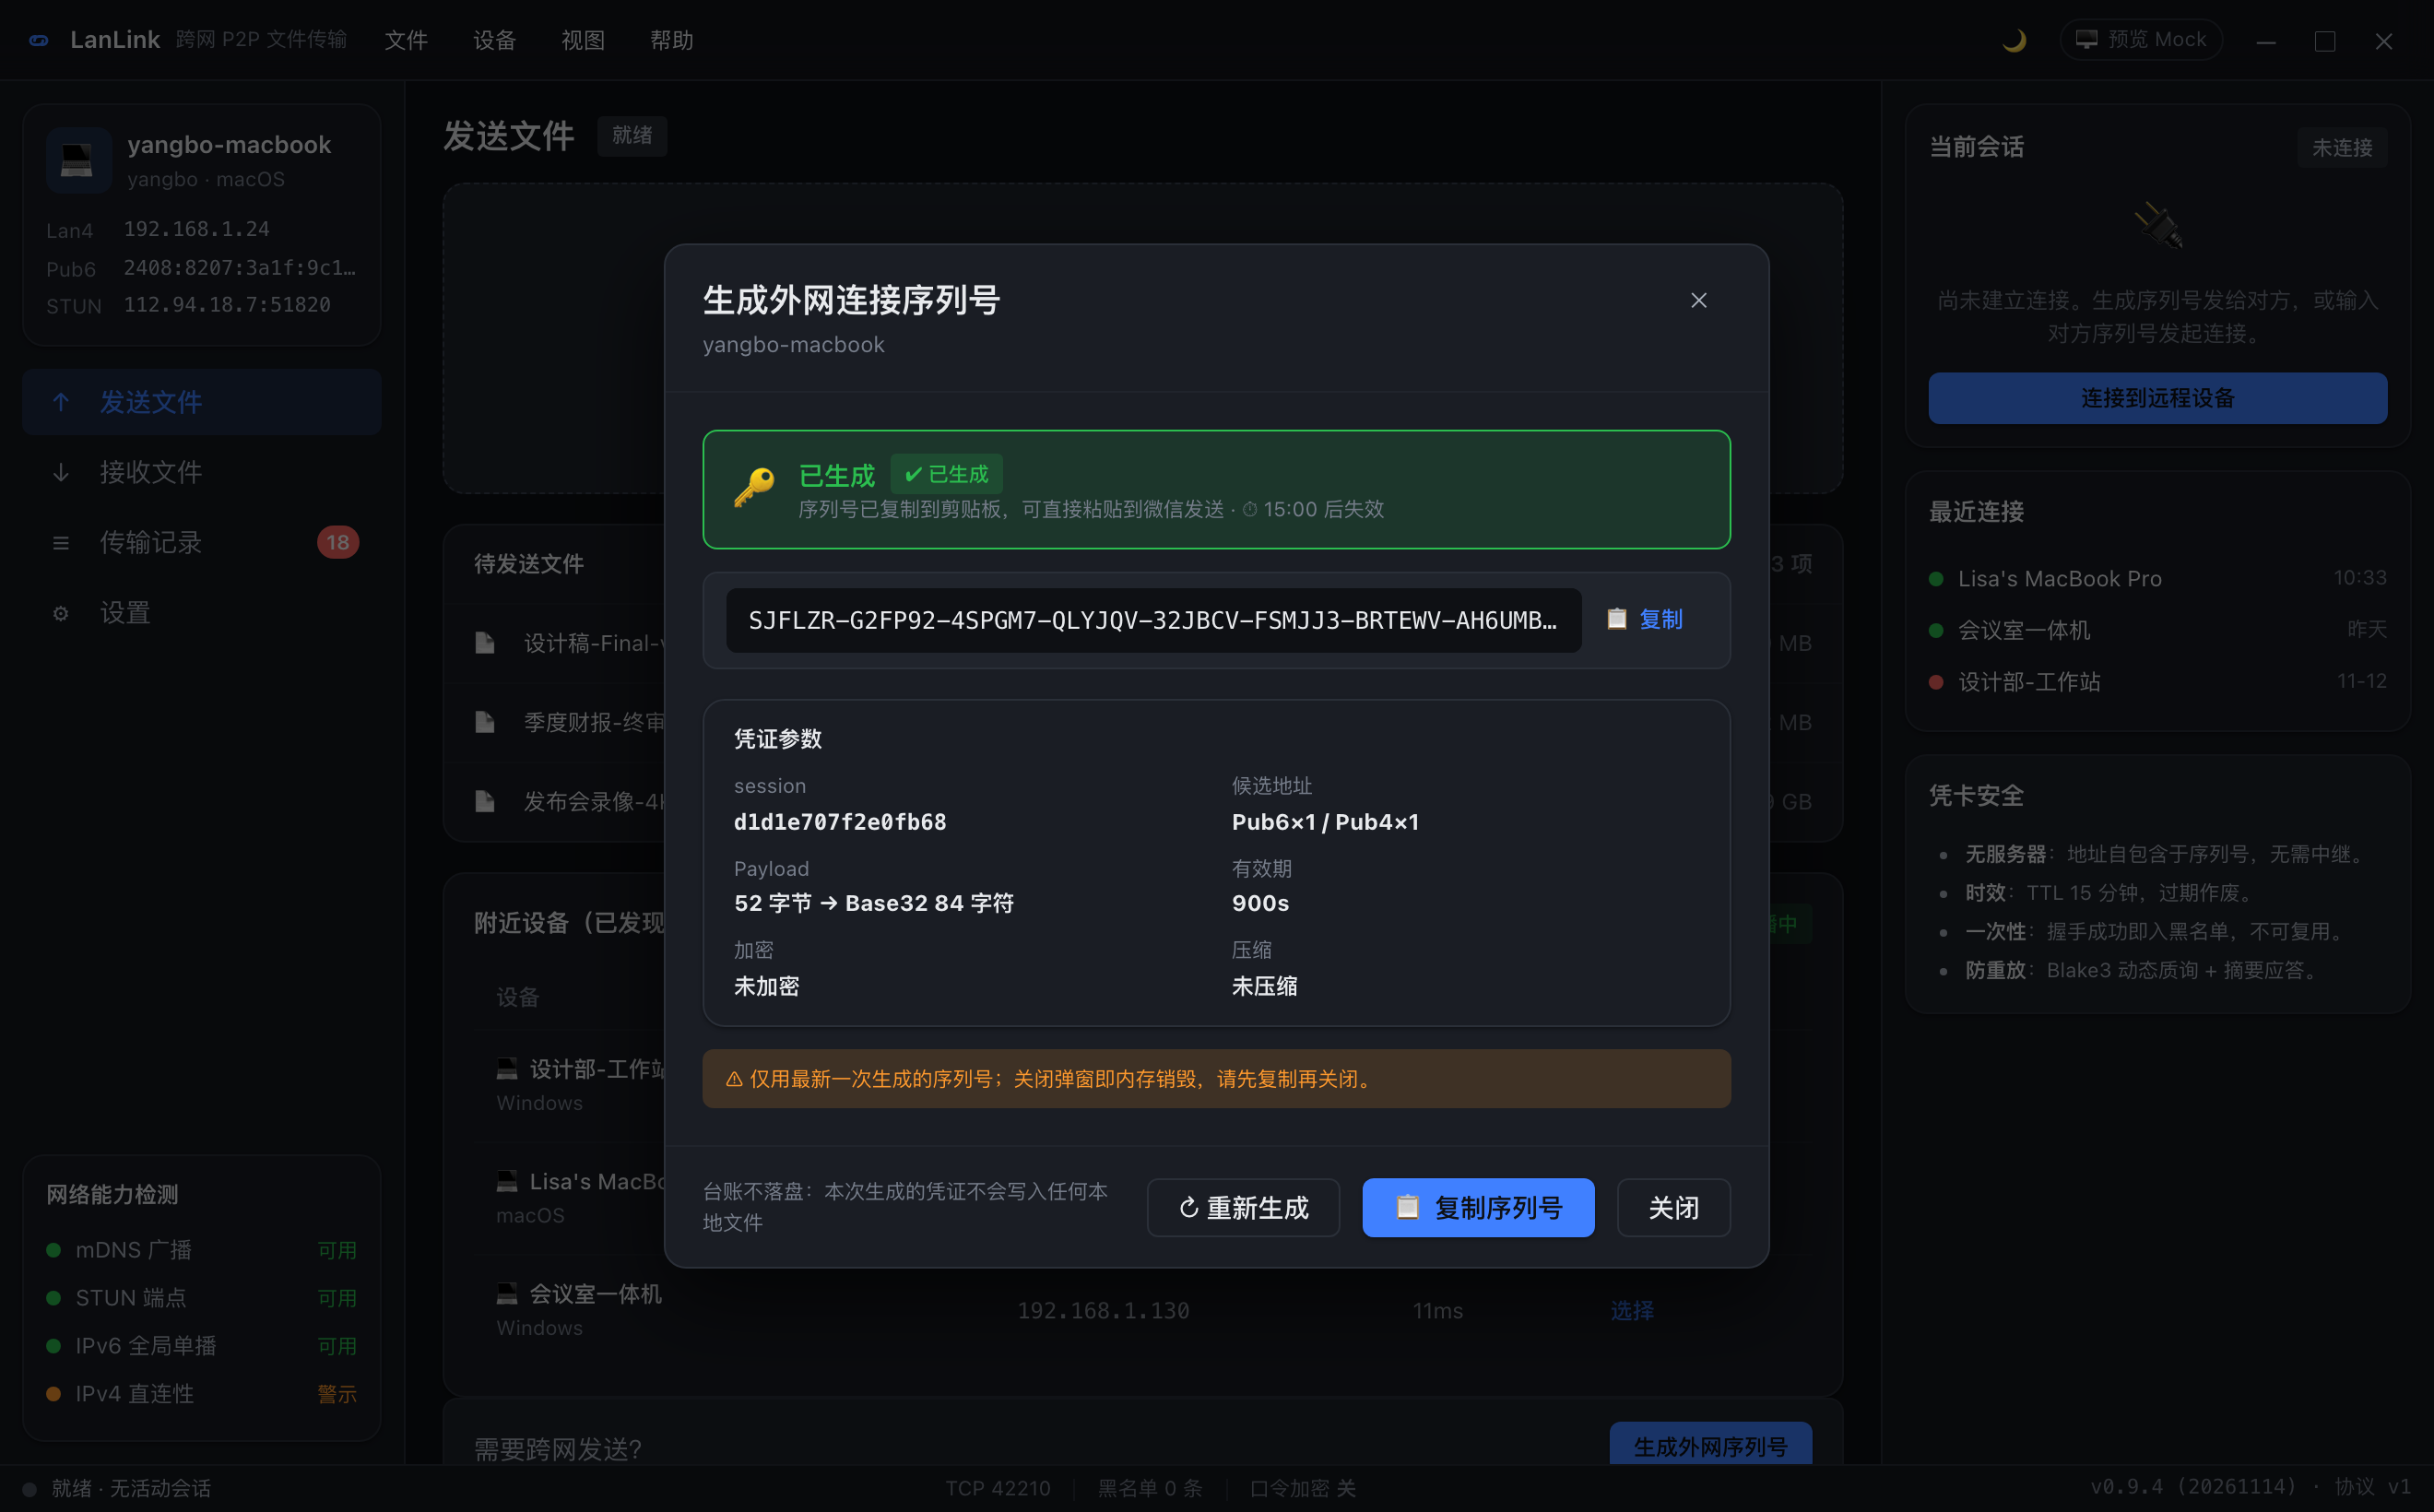 LanLink 跨网 P2P 文件传输 文件 设备 视图 帮助
预览 Mock
yangbo-macbook
yangbo · macOS
Lan4 192.168.1.24
Pub6 2408:8207:3a1f:9c1…
STUN 112.94.18.7:51820
↑ 发送文件
↓ 接收文件
传输记录 18
设置
网络能力检测
mDNS 广播 可用
STUN 端点 可用
IPv6 全局单播 可用
IPv4 直连性 警示
发送文件 就绪
待发送文件 3 项
设计稿-Final- MB
季度财报-终审 MB
发布会录像-4 GB
附近设备（已发现 播中
设备
设计部-工作站
Windows
Lisa's MacBo
macOS
会议室一体机
Windows
192.168.1.130 11ms 选择
需要跨网发送?
生成外网序列号
生成外网连接序列号
yangbo-macbook
已生成 ✔ 已生成
序列号已复制到剪贴板，可直接粘贴到微信发送 · ⏱ 15:00 后失效
SJFLZR-G2FP92-4SPGM7-QLYJQV-32JBCV-FSMJJ3-BRTEWV-AH6UMB…
复制
凭证参数
session 候选地址
d1d1e707f2e0fb68 Pub6×1 / Pub4×1
Payload 有效期
52 字节 → Base32 84 字符 900s
加密 压缩
未加密 未压缩
⚠ 仅用最新一次生成的序列号；关闭弹窗即内存销毁，请先复制再关闭。
台账不落盘：本次生成的凭证不会写入任何本
地文件
↻ 重新生成
复制序列号
关闭
当前会话 未连接
尚未建立连接。生成序列号发给对方，或输入
对方序列号发起连接。
连接到远程设备
最近连接
Lisa's MacBook Pro 10:33
会议室一体机 昨天
设计部-工作站 11-12
凭卡安全
• 无服务器：地址自包含于序列号，无需中继。
• 时效：TTL 15 分钟，过期作废。
• 一次性：握手成功即入黑名单，不可复用。
• 防重放：Blake3 动态质询 + 摘要应答。
就绪 · 无活动会话
TCP 42210 黑名单 0 条 口令加密 关
v0.9.4 (20261114) · 协议 v1